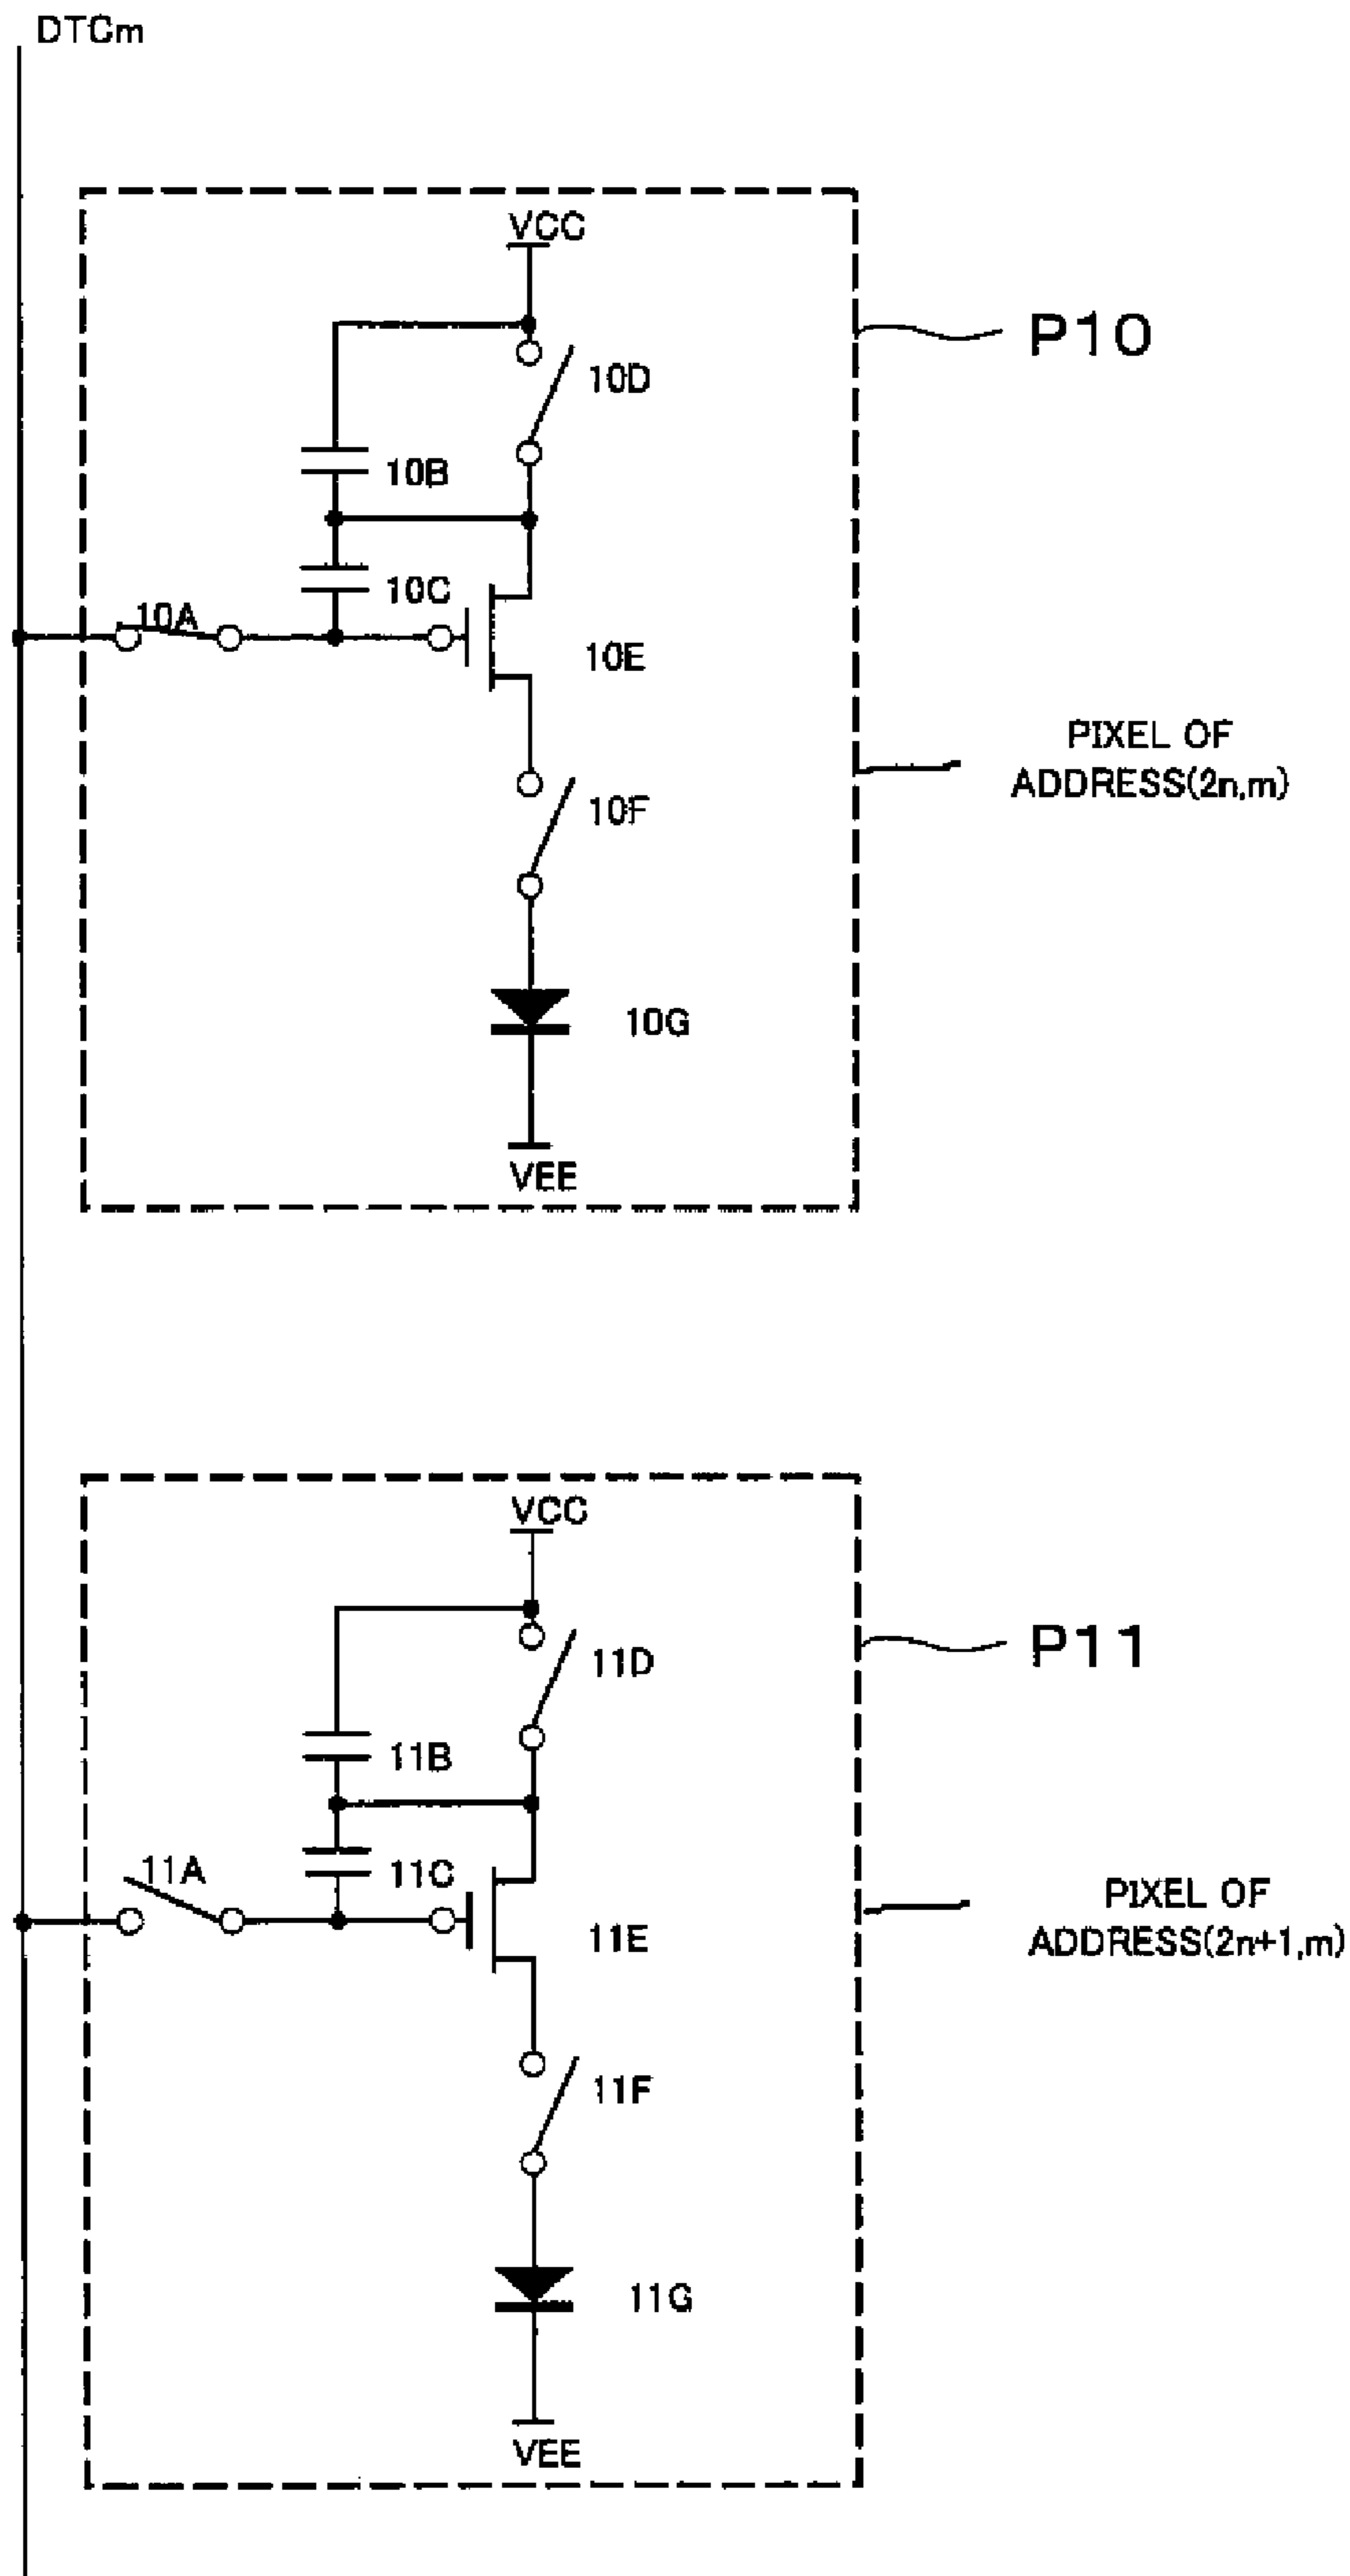 DTCm
VCC
10D
P10
10B
10C
10A
10E
PIXEL OF
ADDRESS(2n,m)
10F
10G
VEE
VCC
11D
P11
11B
11A
11C
11E
PIXEL OF
ADDRESS(2n+1,m)
11F
11G
VEE